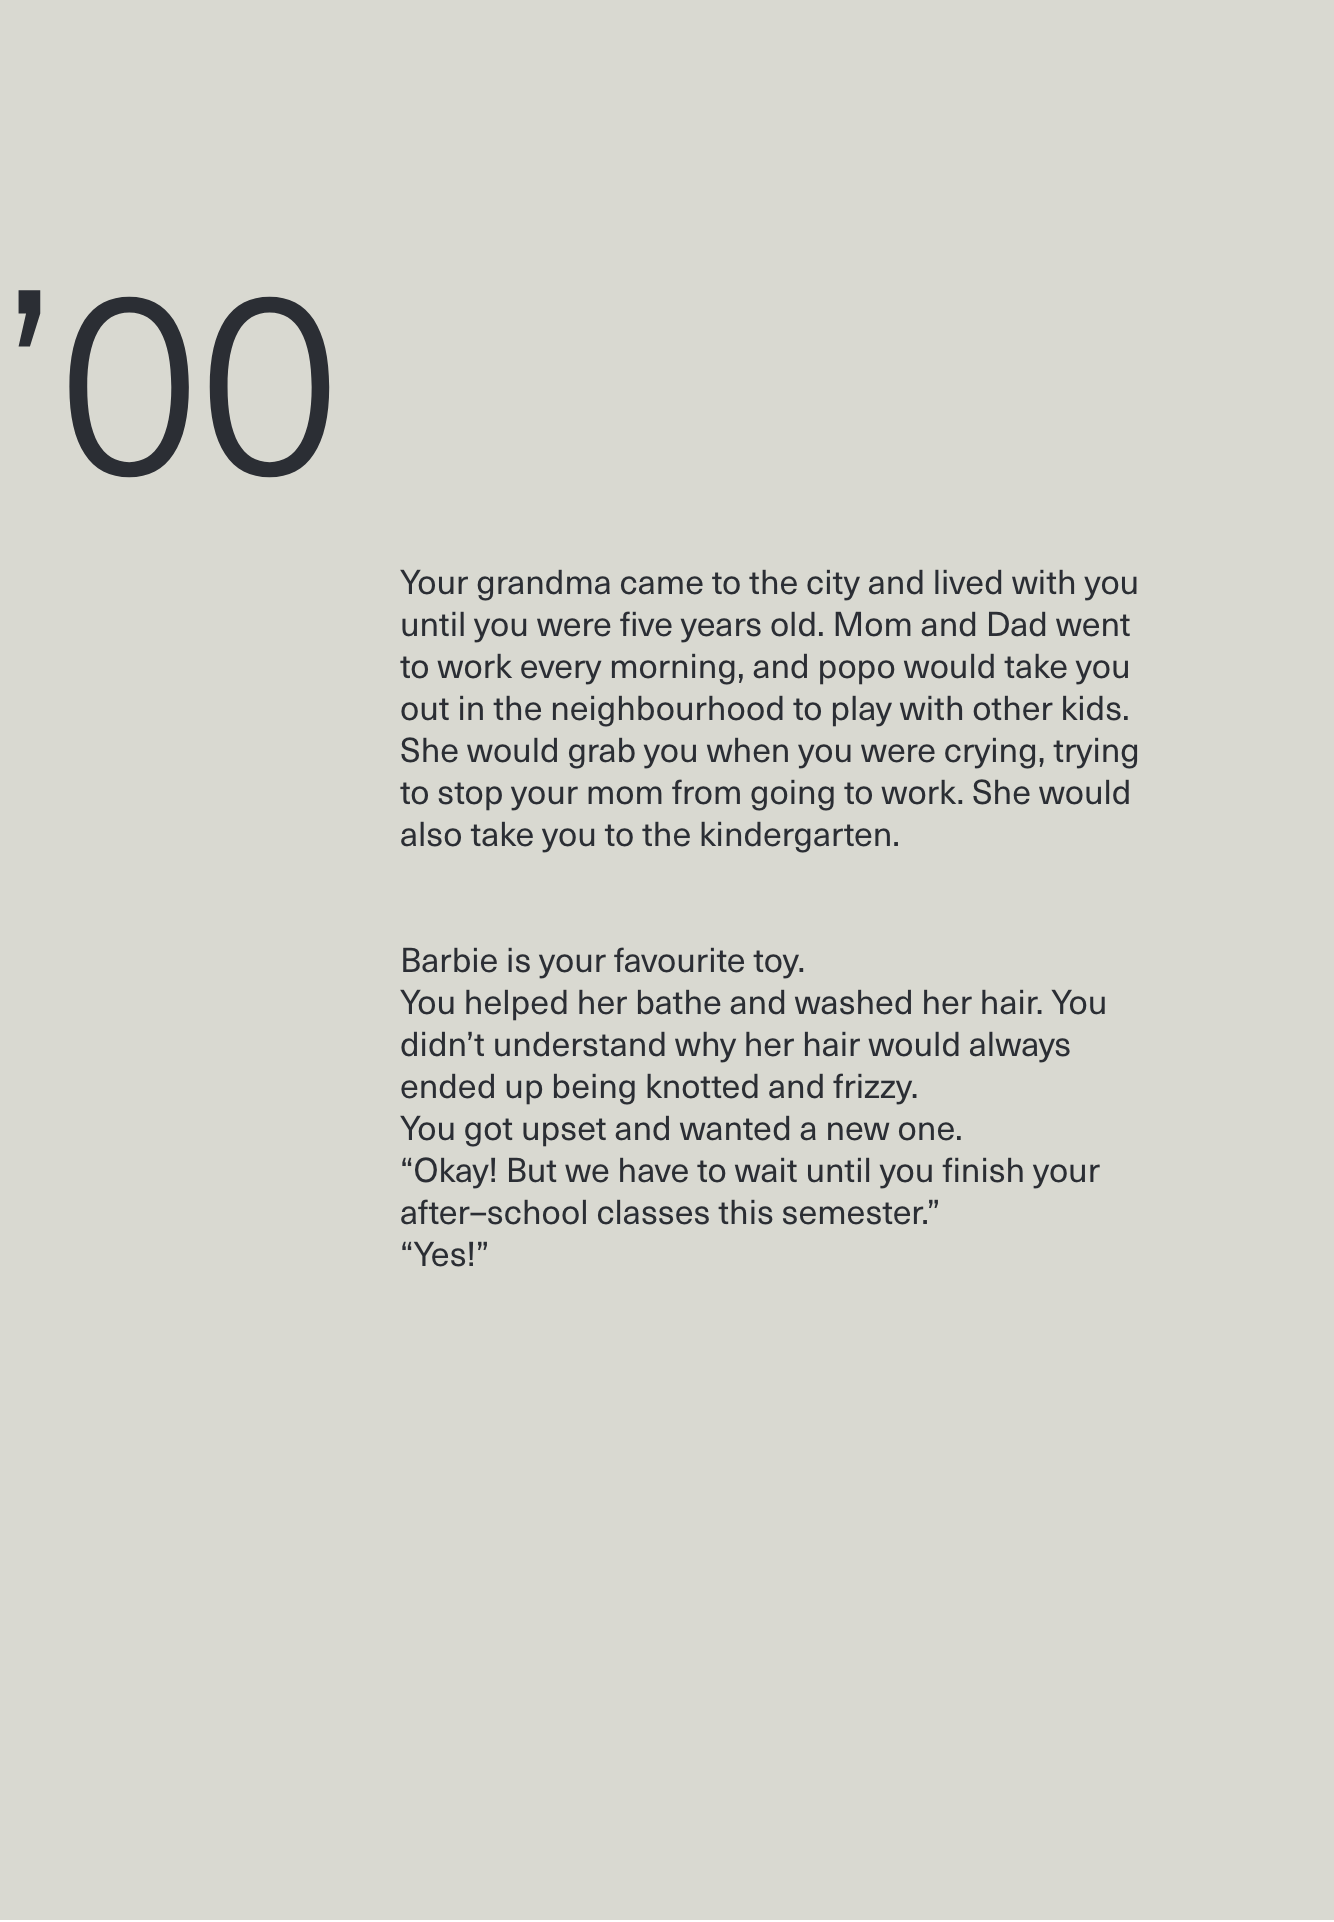 ’00
Your grandma came to the city and lived with you
until you were five years old. Mom and Dad went
to work every morning, and popo would take you
out in the neighbourhood to play with other kids.
She would grab you when you were crying, trying
to stop your mom from going to work. She would
also take you to the kindergarten.
Barbie is your favourite toy.
You helped her bathe and washed her hair. You
didn’t understand why her hair would always
ended up being knotted and frizzy.
You got upset and wanted a new one.
“Okay! But we have to wait until you finish your
after–school classes this semester.”
“Yes!”